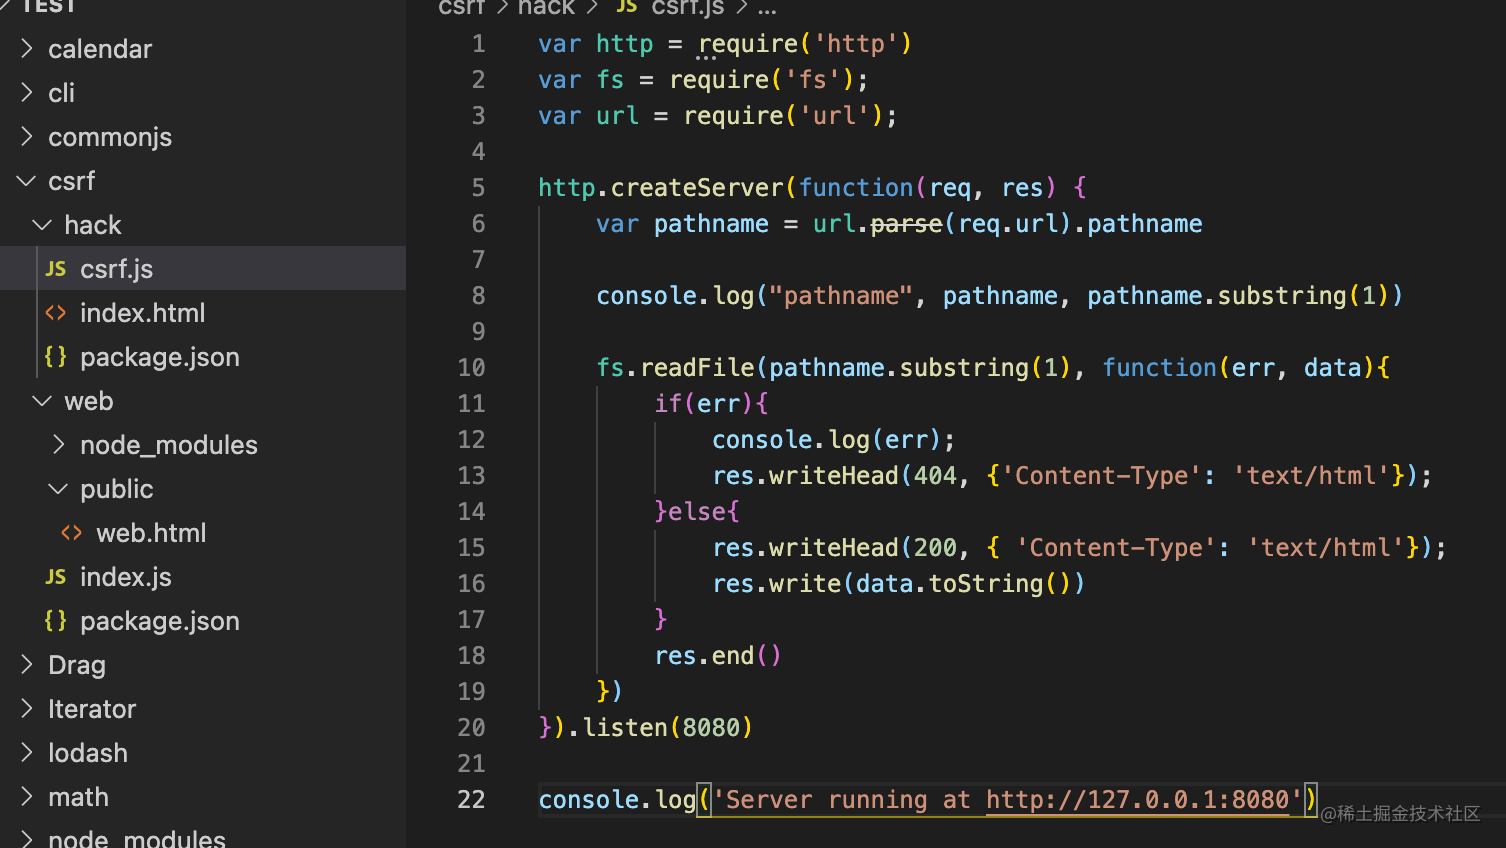 TEST
calendar
cli
commonjs
csrf
hack
JS csrf.js
<> index.html
{} package.json
web
node_modules
public
<> web.html
JS index.js
{} package.json
Drag
Iterator
lodash
math
node_modules
csrf > hack > JS csrf.js > ...
1 var http = require('http')
2 var fs = require('fs');
3 var url = require('url');
4
5 http.createServer(function(req, res) {
6     var pathname = url.parse(req.url).pathname
7
8     console.log("pathname", pathname, pathname.substring(1))
9
10     fs.readFile(pathname.substring(1), function(err, data){
11         if(err){
12             console.log(err);
13             res.writeHead(404, {'Content-Type': 'text/html'});
14         }else{
15             res.writeHead(200, { 'Content-Type': 'text/html'});
16             res.write(data.toString())
17         }
18         res.end()
19     })
20 }).listen(8080)
21
22 console.log('Server running at http://127.0.0.1:8080')
@稀土掘金技术社区